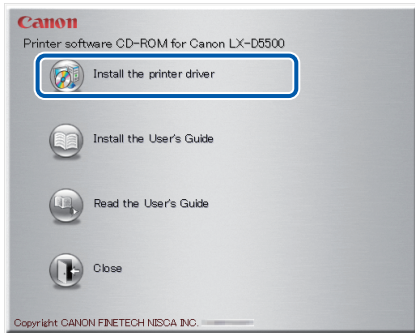 Canon
Printer software CD-ROM for Canon LX-D5500
Install the printer driver
Install the User's Guide
Read the User's Guide
Close
Copyright CANON FINETECH NISCA INC.